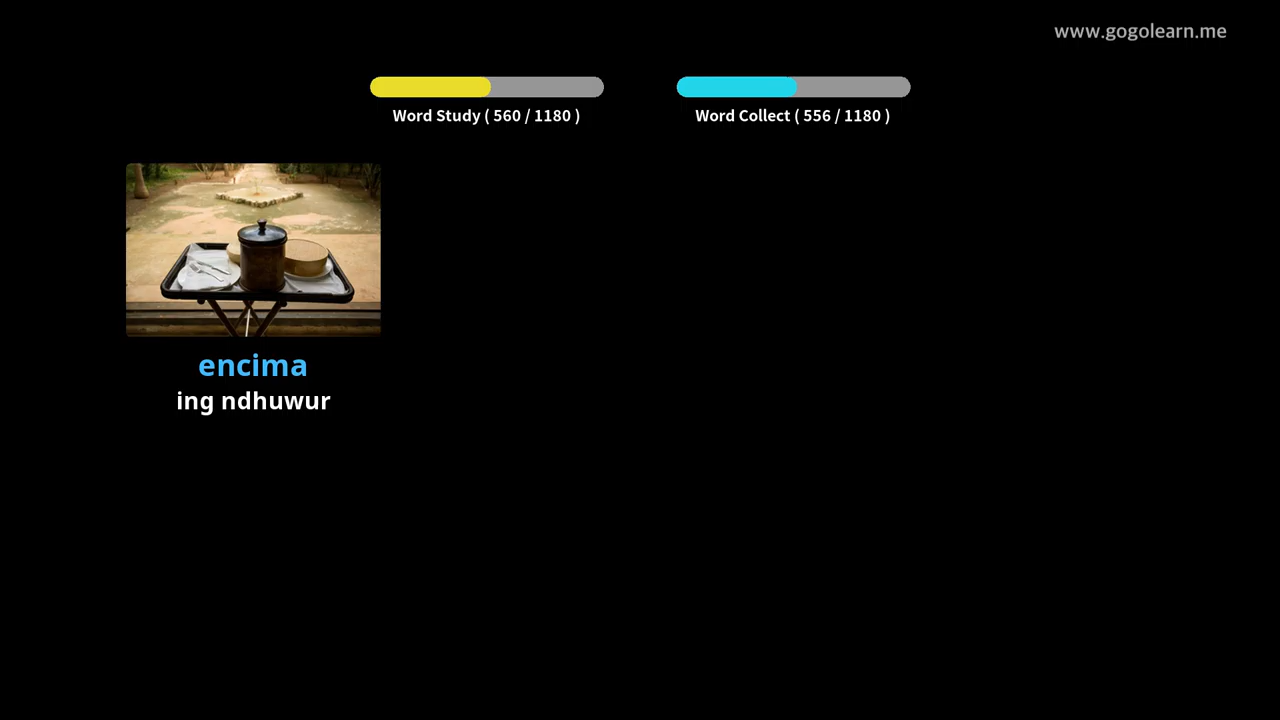 www.gogolearn.me
Word Study ( 560 / 1180 )
Word Collect ( 556 / 1180 )
encima
ing ndhuwur